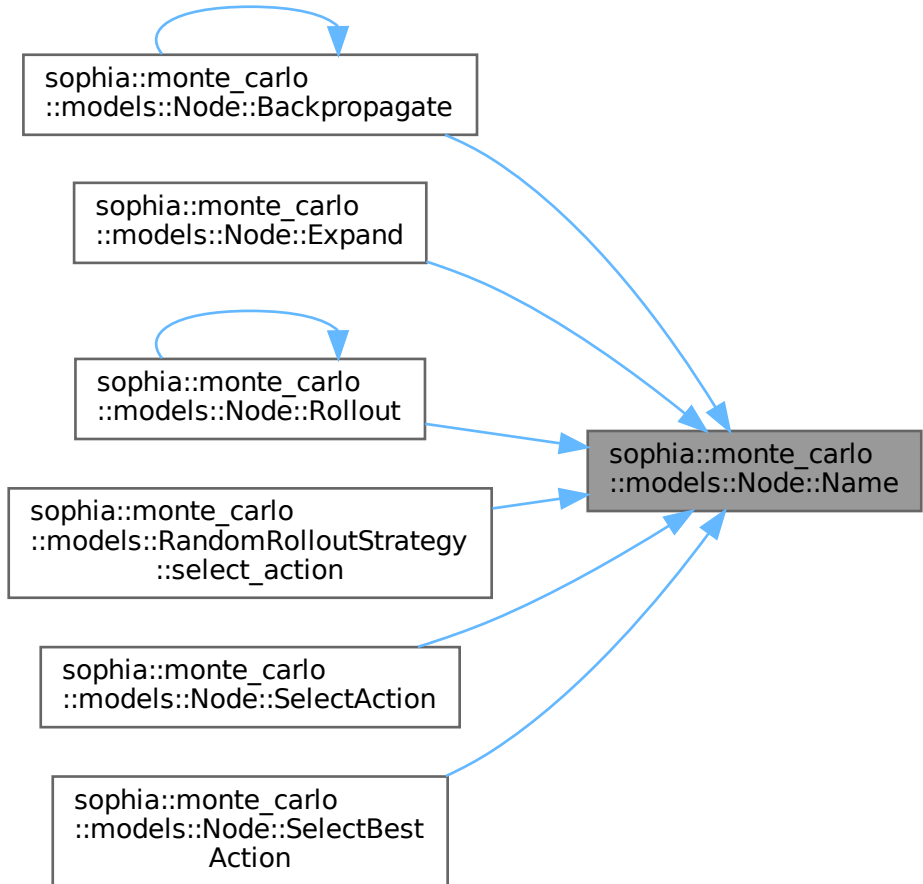 sophia::monte_carlo
::models::Node::Backpropagate
sophia::monte_carlo
::models::Node::Expand
sophia::monte_carlo
::models::Node::Rollout
sophia::monte_carlo
::models::Node::Name
sophia::monte_carlo
::models::RandomRolloutStrategy
::select_action
sophia::monte_carlo
::models::Node::SelectAction
sophia::monte_carlo
::models::Node::SelectBest
Action